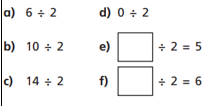 a) 6 ÷ 2
d) 0 ÷ 2
b) 10 ÷ 2
e) ÷ 2 = 5
c) 14 ÷ 2
f) ÷ 2 = 6